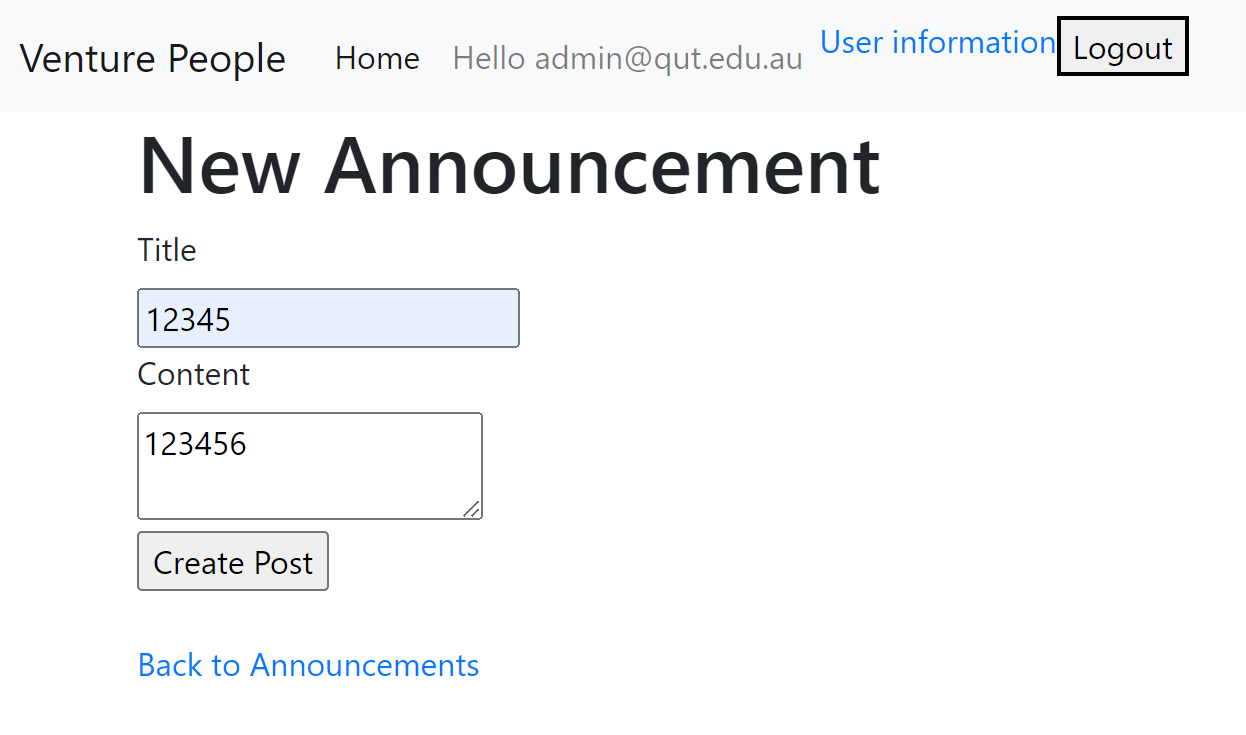 Venture People Home Hello admin@qut.edu.au User information Logout
New Announcement
Title
12345
Content
123456
Create Post
Back to Announcements